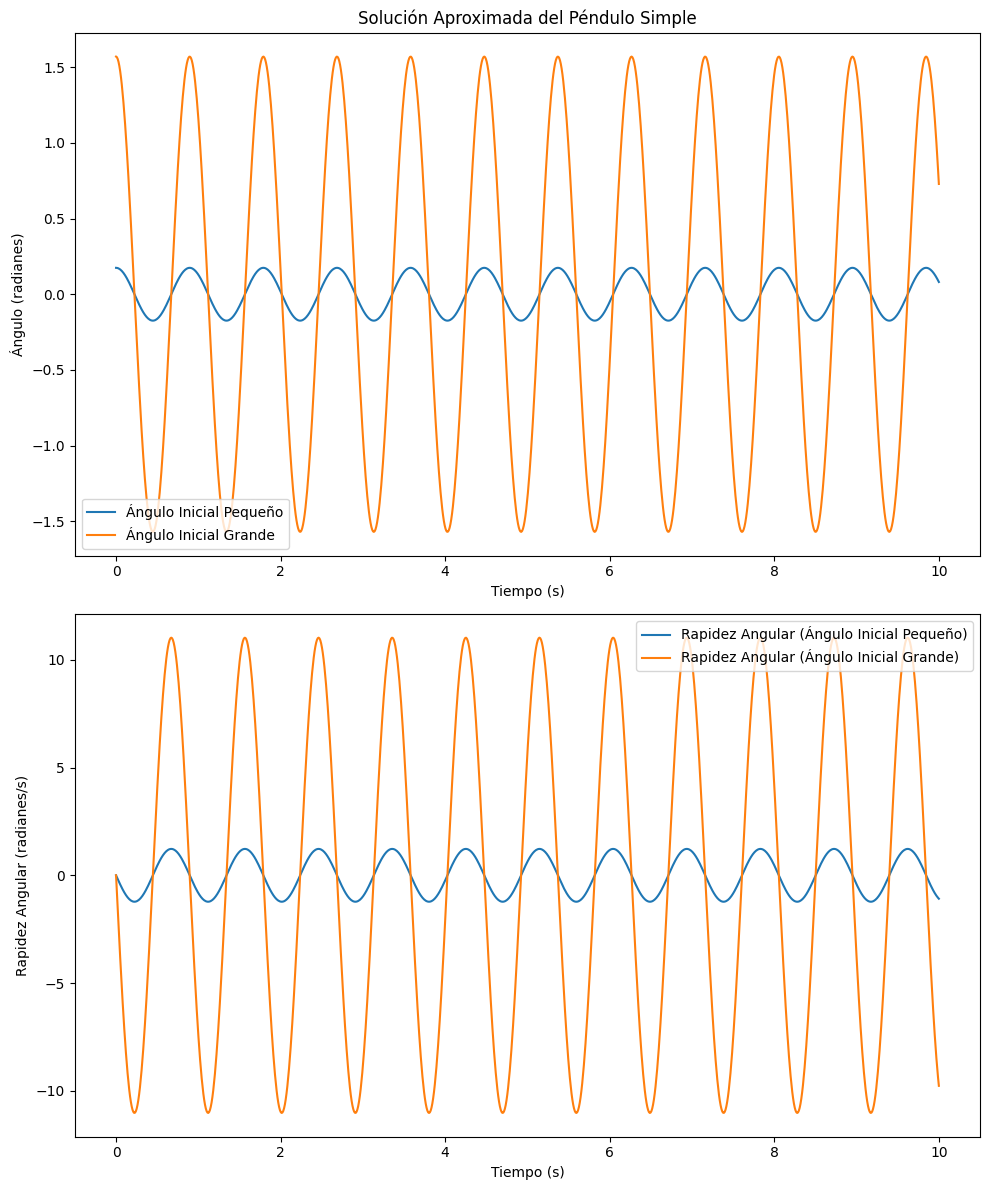 Solución Aproximada del Péndulo Simple
1.5
1.0
0.5
0.0
−0.5
−1.0
−1.5
Ángulo (radianes)
Ángulo Inicial Pequeño
Ángulo Inicial Grande
0 2 4 6 8 10
Tiempo (s)
Rapidez Angular (Ángulo Inicial Pequeño)
Rapidez Angular (Ángulo Inicial Grande)
10
5
0
−5
−10
Rapidez Angular (radianes/s)
0 2 4 6 8 10
Tiempo (s)